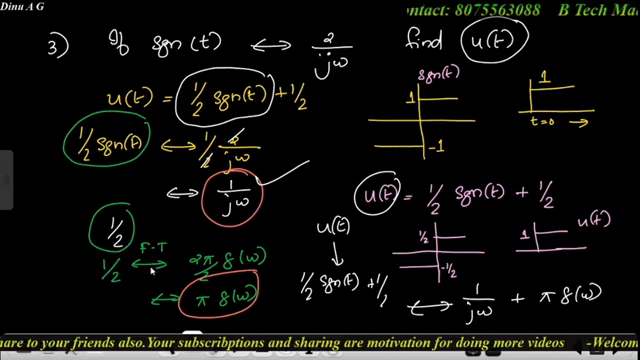 Dinu A G
ontact: 8075563088 B Tech Ma
3) If sgn(t) ↔ 2/jω find u(t)
u(t) = 1/2 sgn(t) + 1/2
1/2 sgn(t) ↔ 1/2 2/jω
↔ 1/jω
1/2
F.T
1/2 ↔ 2π/2 δ(ω)
↔ π δ(ω)
sgn(t)
1
-1
1
t=0 →
u(t) = 1/2 sgn(t) + 1/2
u(t)
↓
1/2
-1/2
1
u(t)
1/2 sgn(t) + 1/2 ↔ 1/jω + π δ(ω)
hare to your friends also.Your subscribtions and sharing are motivation for doing more videos *Subs